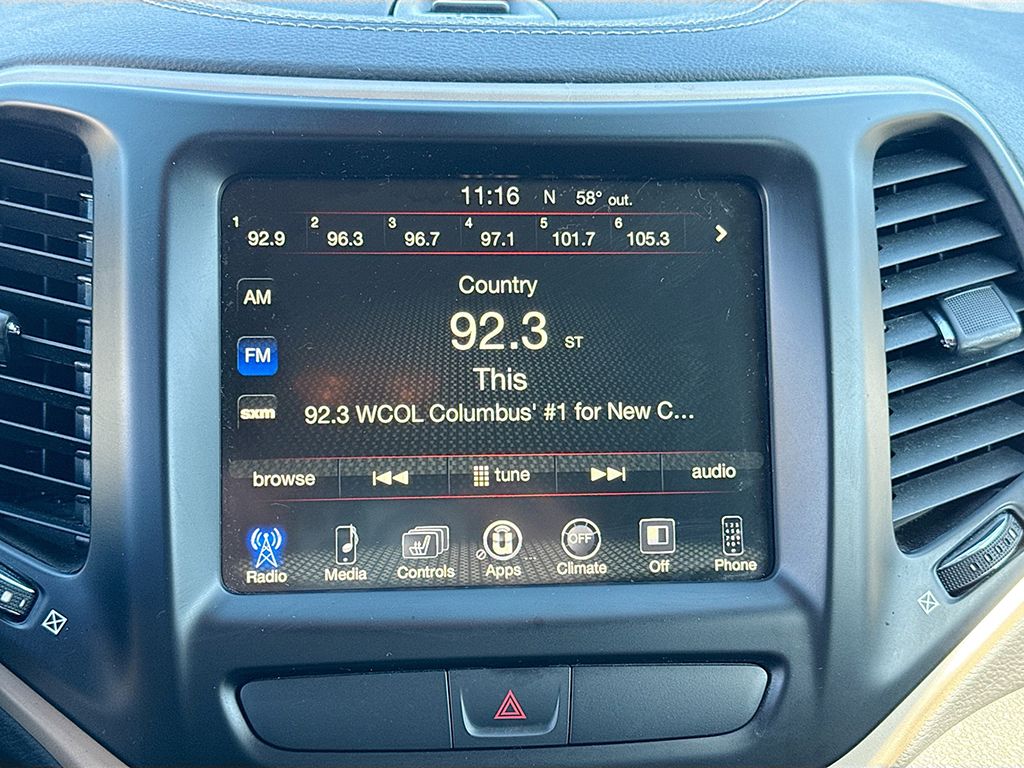 11:16 N 58° out.
1 92.9 2 96.3 3 96.7 4 97.1 5 101.7 6 105.3
AM
Country
FM
92.3 ST
This
sxm
92.3 WCOL Columbus' #1 for New C...
browse tune audio
OFF
Radio Media Controls Apps ... Climate Off Phone